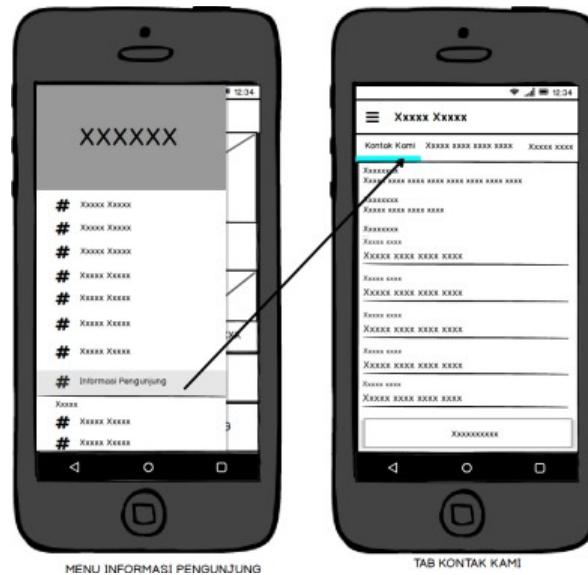 12:34
XXXXXX
# Xxxxx Xxxxx
# Xxxxx Xxxxx
# Xxxxx Xxxxx
# Xxxxx Xxxxx
# Xxxxx Xxxxx
# Xxxxx Xxxxx
# Xxxxx Xxxxx
# Informasi Pengunjung
Xxxxx
# Xxxxx Xxxxx
# Xxxxx Xxxxx
MENU INFORMASI PENGUNJUNG
12:34
Xxxxx Xxxxx
Kontak Kami Xxxxx xxxx xxxx xxxx Xxxxx xxxx
Xxxxxxxx
Xxxxx xxxx xxxx xxxx xxxx xxxx xxxx xxxx
Xxxxxxxx
Xxxxx xxxx xxxx xxxx
Xxxxxxxx
Xxxxx xxxx
Xxxxx xxxx xxxx xxxx
Xxxxx xxxx
Xxxxx xxxx xxxx xxxx
Xxxxx xxxx
Xxxxx xxxx xxxx xxxx
Xxxxx xxxx
Xxxxx xxxx xxxx xxxx
Xxxxx xxxx
Xxxxx xxxx xxxx xxxx
Xxxxxxxxxx
TAB KONTAK KAMI